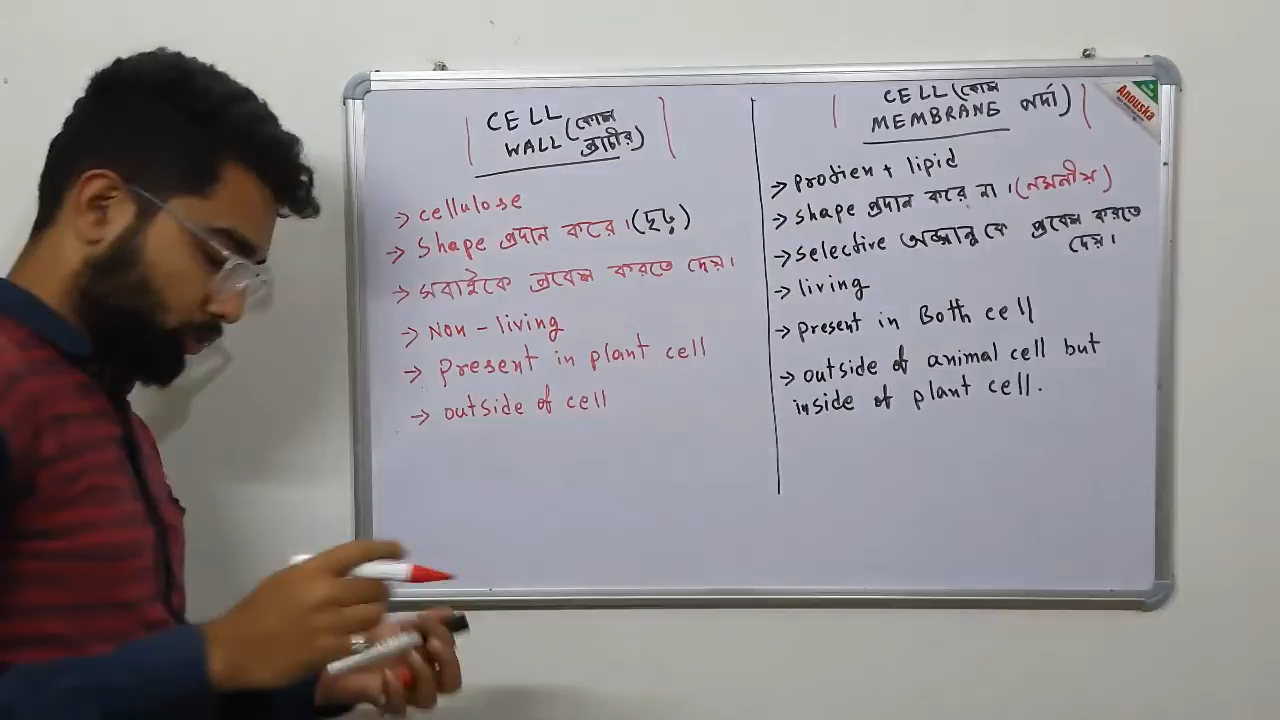 CELL
WALL (কোষ
প্রাচীর)
→ cellulose
→ shape প্রদান করে। (দৃঢ়)
→ সবাইকে প্রবেশ করতে দেয়।
→ Non-living
→ present in plant cell
→ outside of cell
CELL (কোষ
MEMBRANE পর্দা)
→ protien + lipid
→ shape প্রদান করে না। (নমনীয়)
→ selective অনু কে প্রবেশ করতে
দেয়।
→ living
→ present in Both cell
→ outside of animal cell but
inside of plant cell.
Anouska